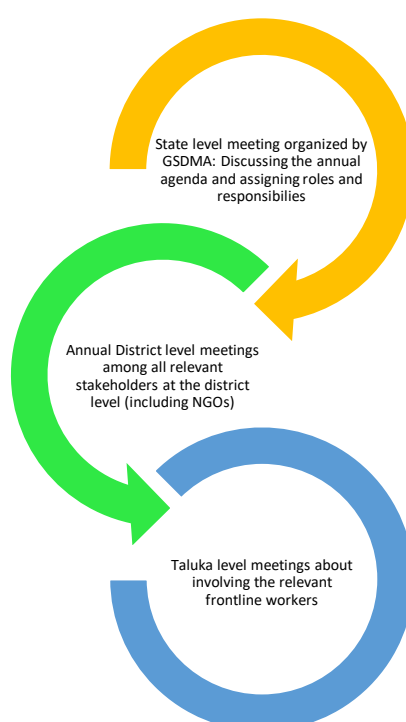 State level meeting organized by
GSDMA: Discussing the annual
agenda and assigning roles and
responsibilies
Annual District level meetings
among all relevant
stakeholders at the district
level (including NGOs)
Taluka level meetings about
involving the relevant
frontline workers